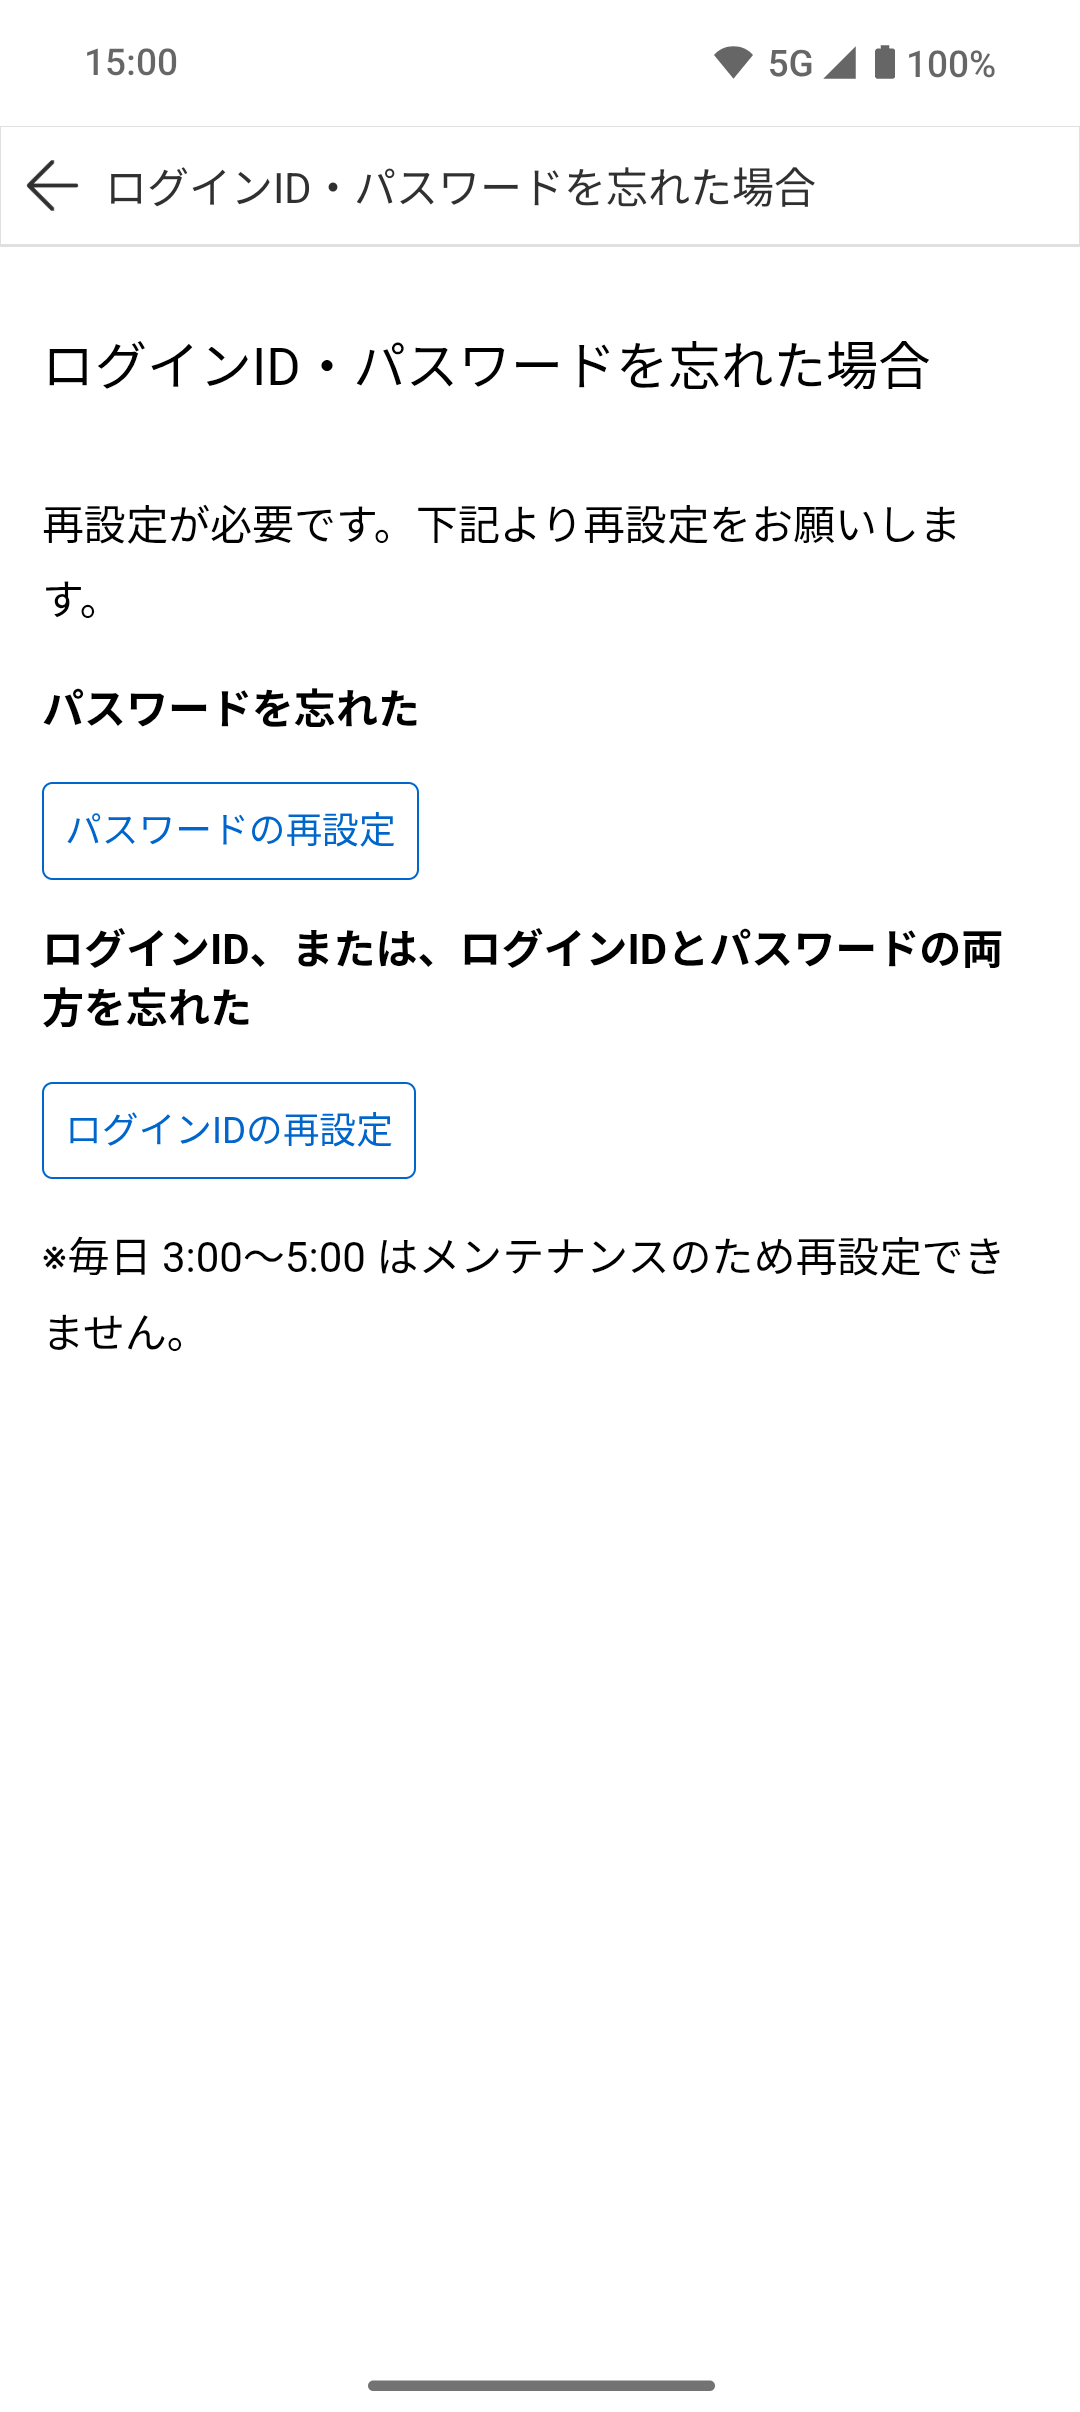 15:00
5G 100%
ログインID・パスワードを忘れた場合
ログインID・パスワードを忘れた場合
再設定が必要です。下記より再設定をお願いしま
す。
パスワードを忘れた
パスワードの再設定
ログインID、または、ログインIDとパスワードの両
方を忘れた
ログインIDの再設定
※毎日 3:00〜5:00 はメンテナンスのため再設定でき
ません。